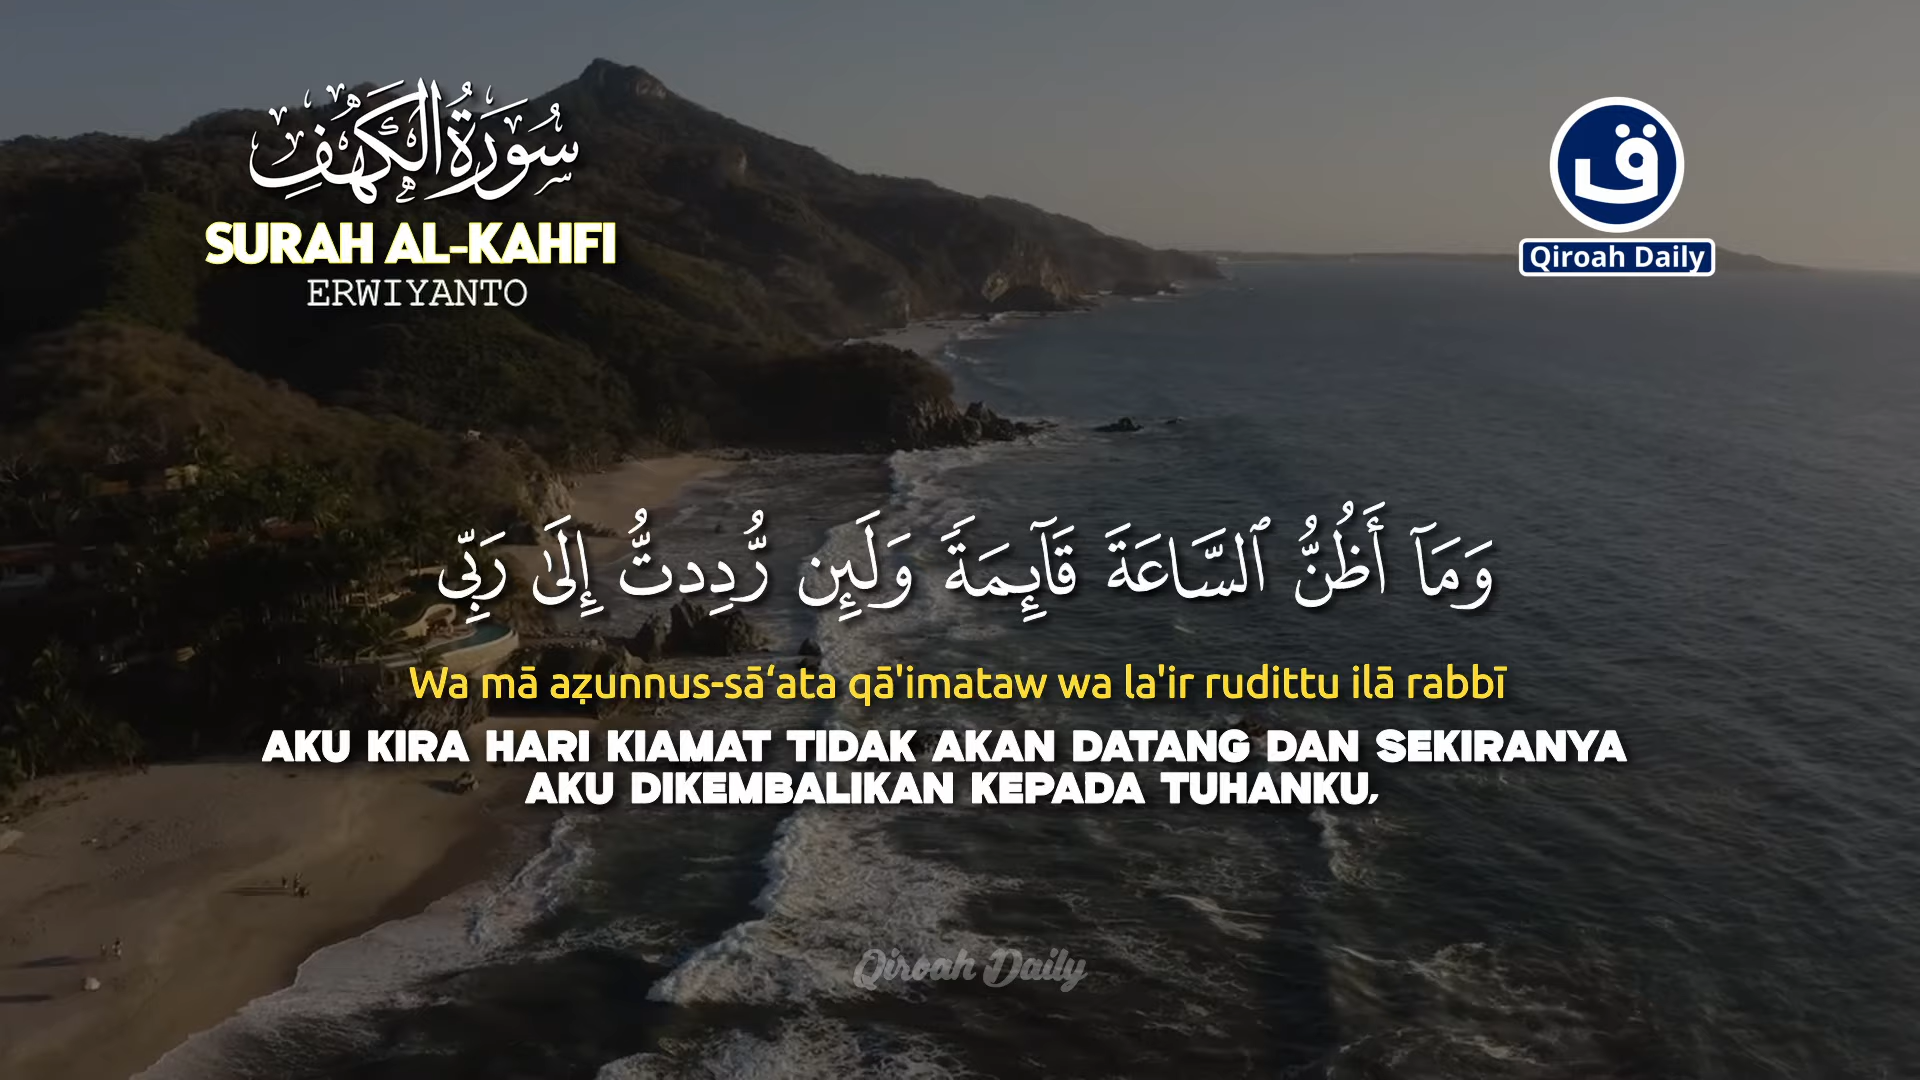 سُورَةُ الْكَهْفِ
SURAH AL-KAHFI
ERWIYANTO
ق
Qiroah Daily
وَمَآ أَظُنُّ ٱلسَّاعَةَ قَآئِمَةً وَلَئِن رُّدِدتُّ إِلَىٰ رَبِّى
Wa mā aẓunnus-sā‘ata qā'imataw wa la'ir rudittu ilā rabbī
AKU KIRA HARI KIAMAT TIDAK AKAN DATANG DAN SEKIRANYA
AKU DIKEMBALIKAN KEPADA TUHANKU,
Qiroah Daily